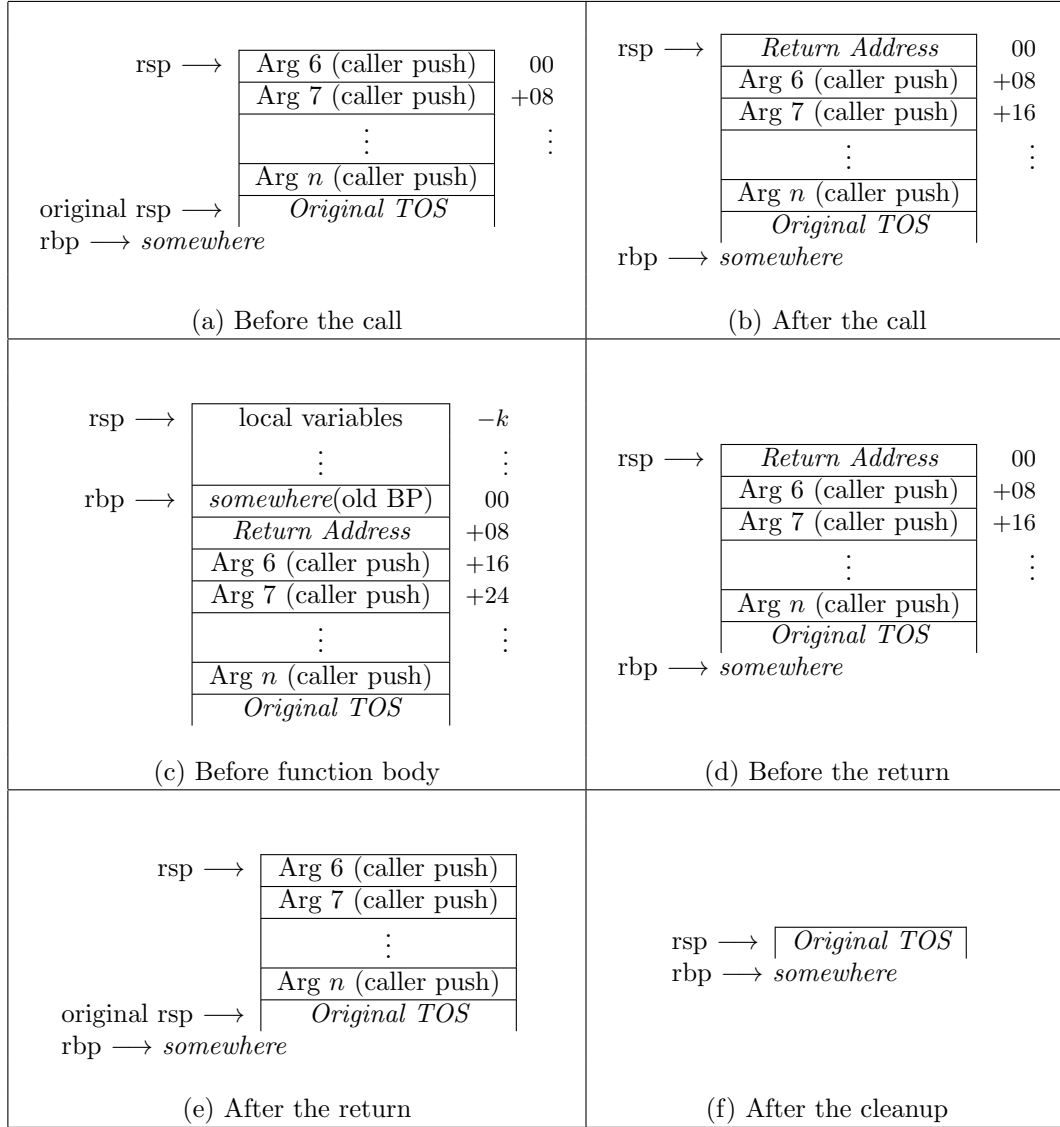 rsp ⟶ Arg 6 (caller push) 00
Arg 7 (caller push) +08
⋮ ⋮
Arg n (caller push)
original rsp ⟶ Original TOS
rbp ⟶ somewhere
(a) Before the call
rsp ⟶ Return Address 00
Arg 6 (caller push) +08
Arg 7 (caller push) +16
⋮ ⋮
Arg n (caller push)
Original TOS
rbp ⟶ somewhere
(b) After the call
rsp ⟶ local variables −k
⋮ ⋮
rbp ⟶ somewhere(old BP) 00
Return Address +08
Arg 6 (caller push) +16
Arg 7 (caller push) +24
⋮ ⋮
Arg n (caller push)
Original TOS
(c) Before function body
rsp ⟶ Return Address 00
Arg 6 (caller push) +08
Arg 7 (caller push) +16
⋮ ⋮
Arg n (caller push)
Original TOS
rbp ⟶ somewhere
(d) Before the return
rsp ⟶ Arg 6 (caller push)
Arg 7 (caller push)
⋮
Arg n (caller push)
original rsp ⟶ Original TOS
rbp ⟶ somewhere
(e) After the return
rsp ⟶ Original TOS
rbp ⟶ somewhere
(f) After the cleanup